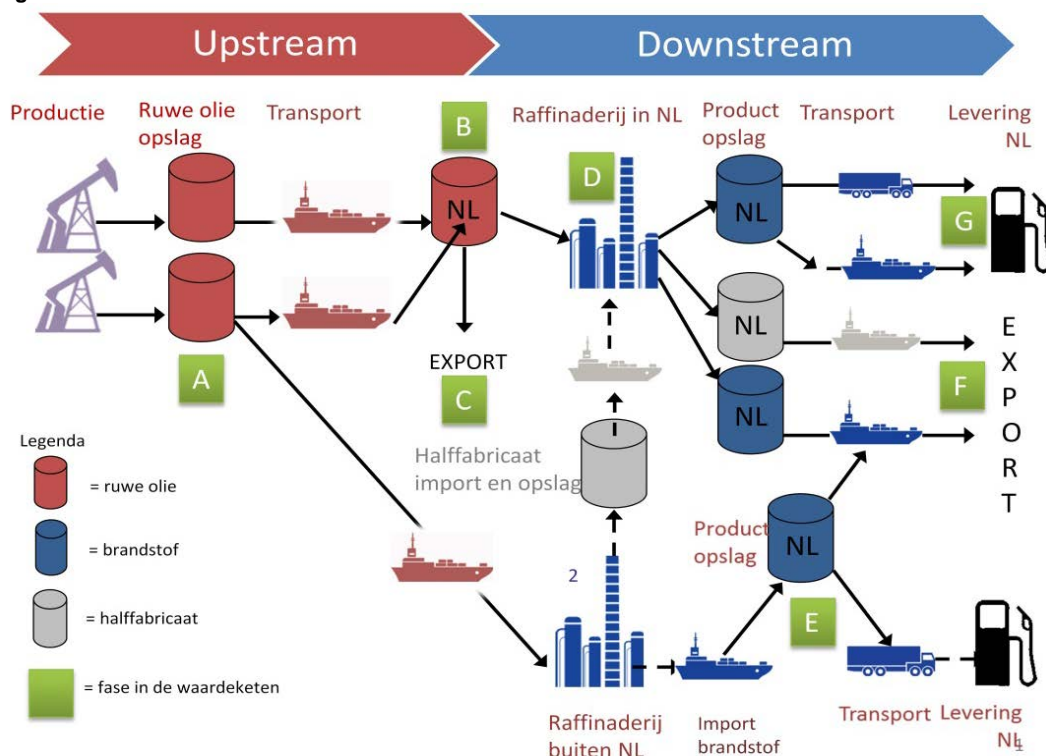 Upstream
Downstream
Productie
Ruwe olie
opslag
Transport
B
Raffinaderij in NL
Product
opslag
Transport
Levering
NL
D
NL
NL
G
NL
A
EXPORT
C
NL
F
E
X
P
O
R
T
Legenda
= ruwe olie
= brandstof
= halffabricaat
= fase in de waardeketen
Halffabricaat
import en opslag
Product
opslag
NL
2
E
Raffinaderij
buiten NL
Import
brandstof
Transport
Levering
NL